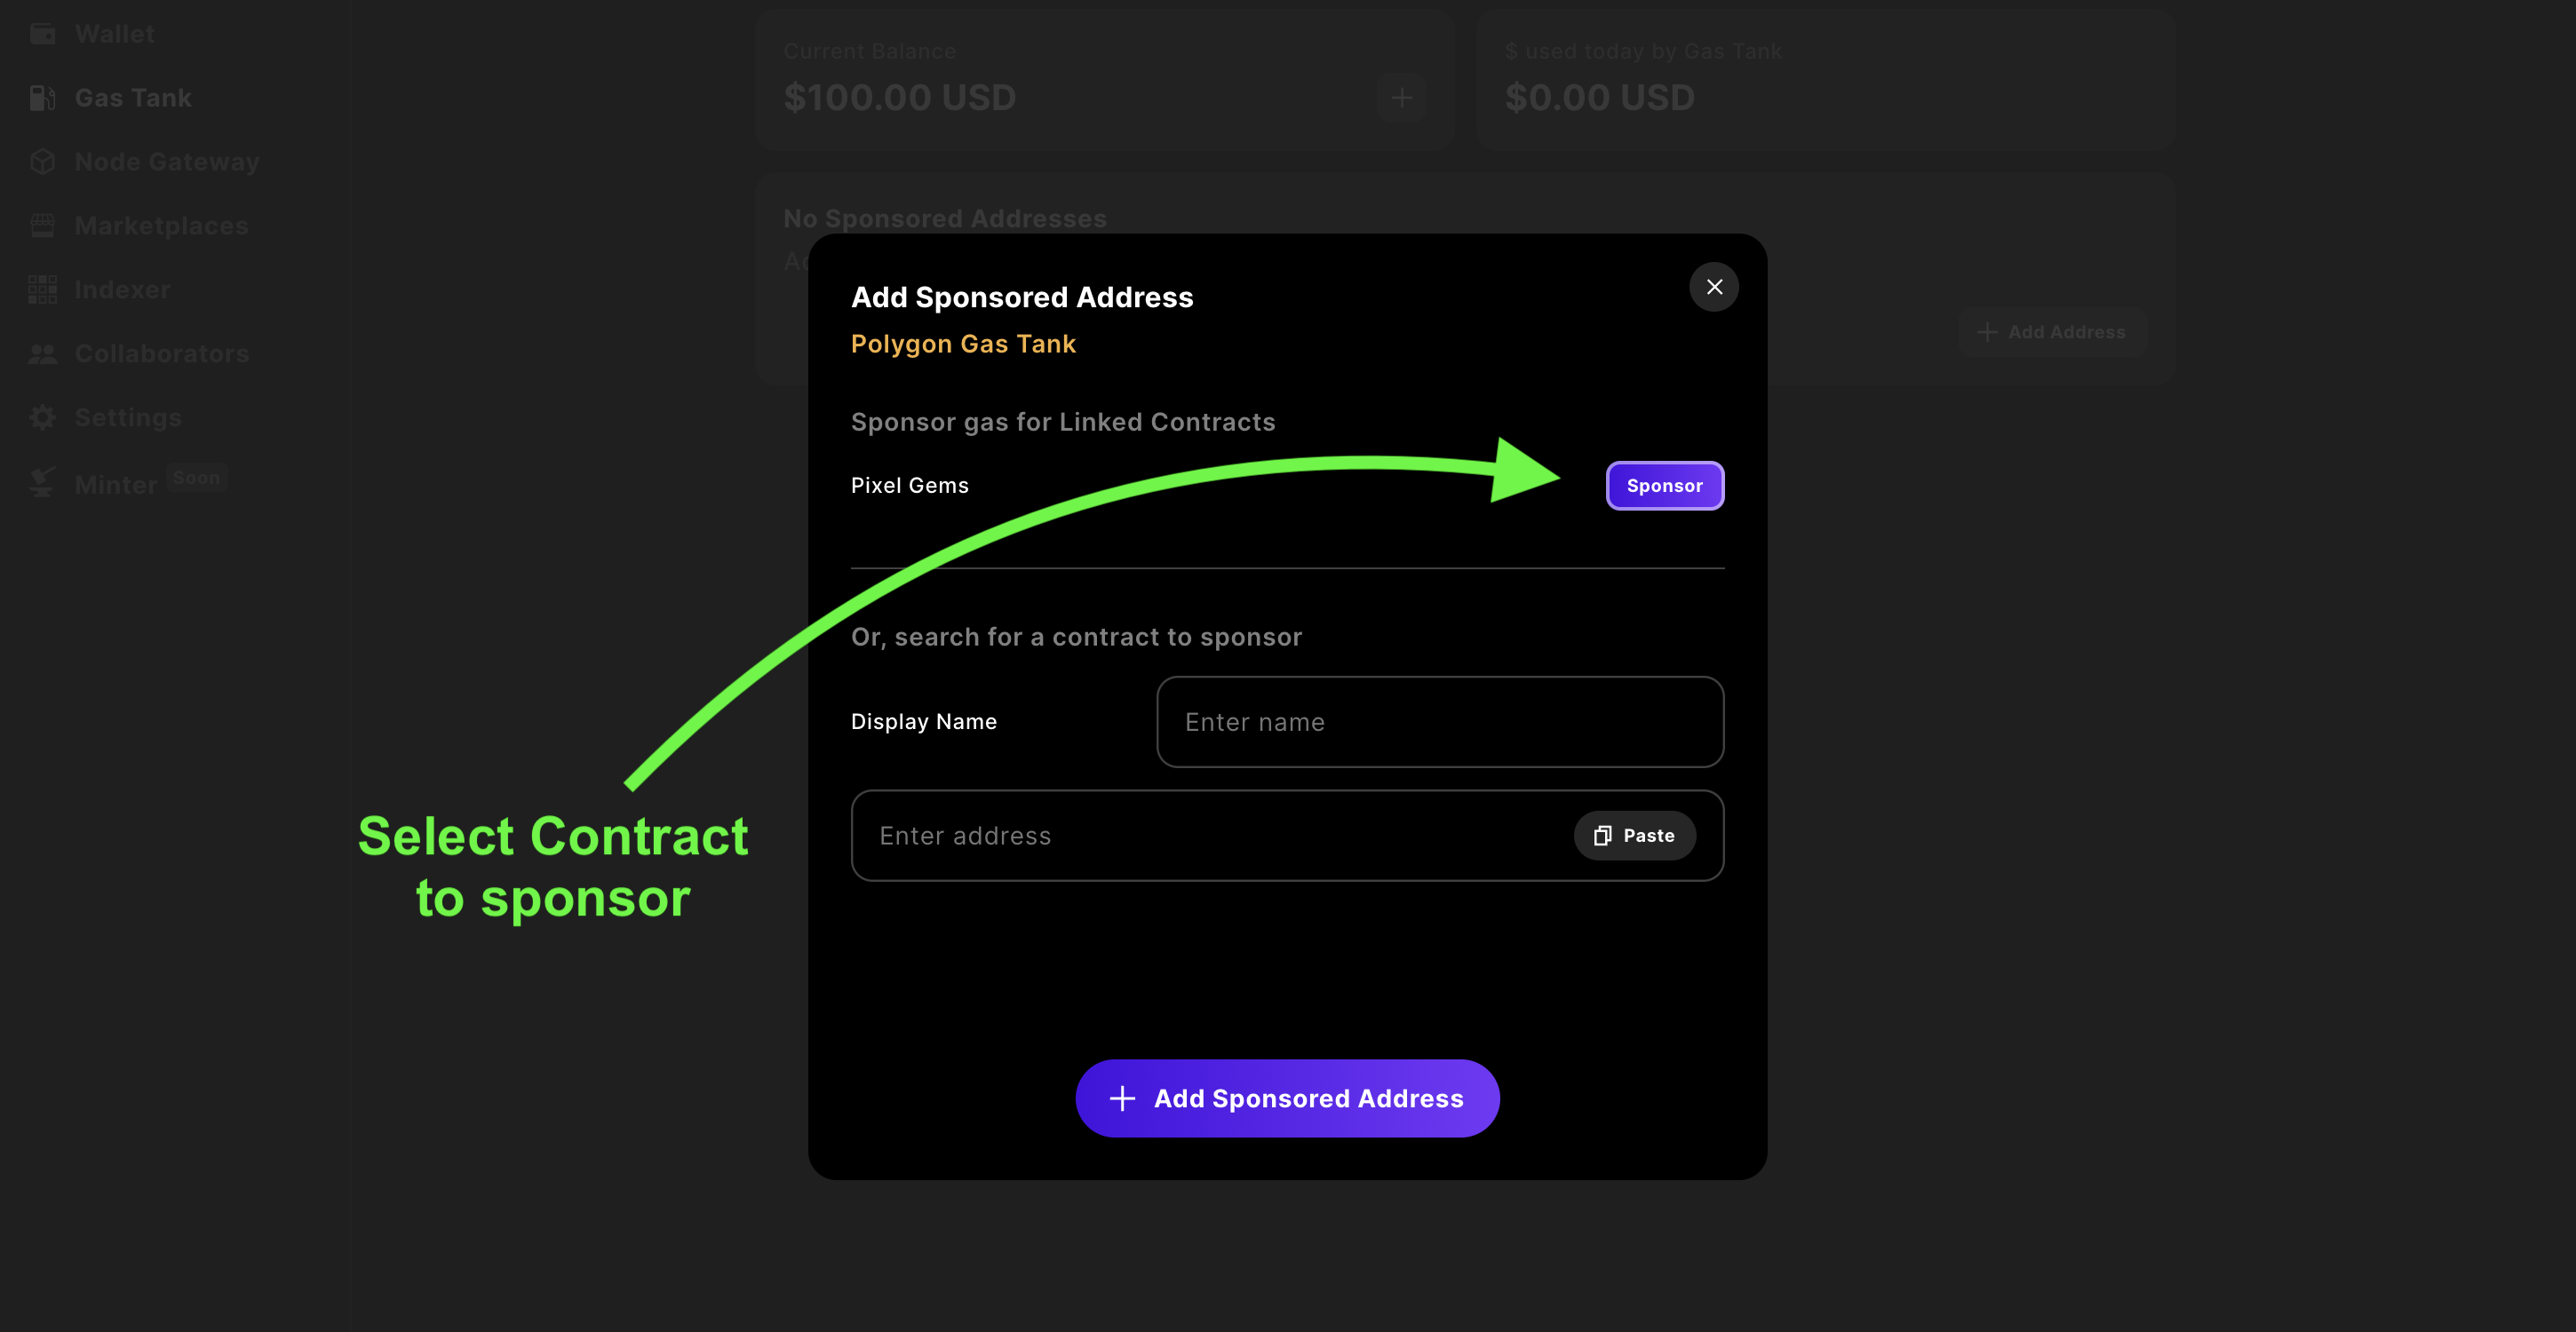 Wallet
Gas Tank
Node Gateway
Marketplaces
Indexer
Collaborators
Settings
Minter Soon
Current Balance
$100.00 USD
$ used today by Gas Tank
$0.00 USD
No Sponsored Addresses
Add Address
Add Sponsored Address
Polygon Gas Tank
Sponsor gas for Linked Contracts
Pixel Gems
Sponsor
Or, search for a contract to sponsor
Display Name
Enter name
Enter address
Paste
Add Sponsored Address
Select Contract
to sponsor